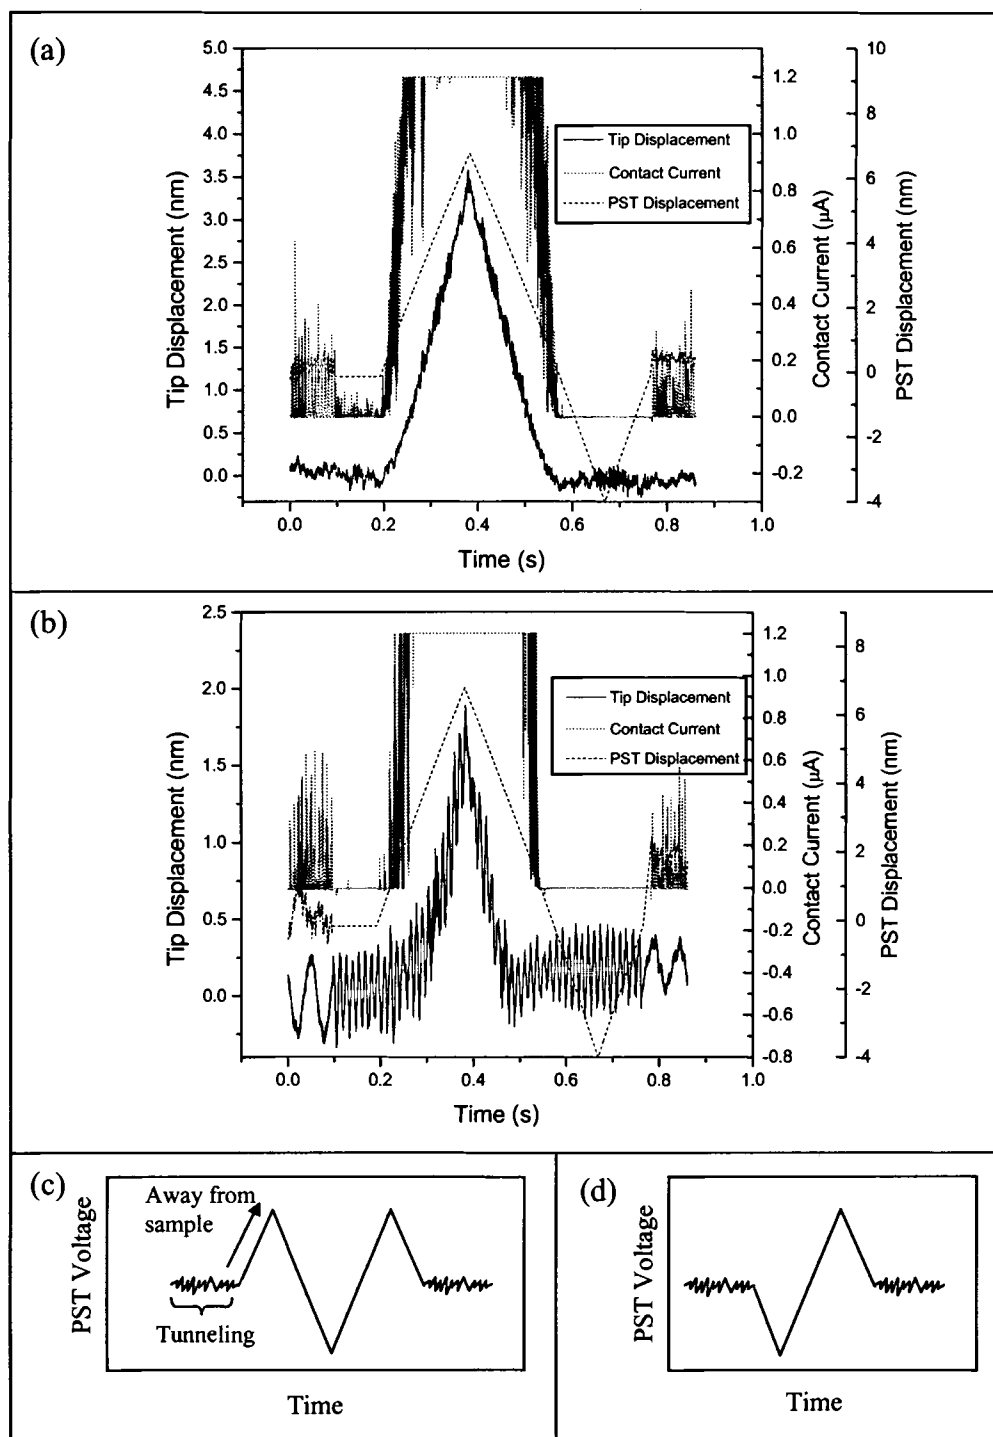 (a)
5.0
4.5
4.0
3.5
3.0
2.5
2.0
1.5
1.0
0.5
0.0
Tip Displacement (nm)
0.0 0.2 0.4 0.6 0.8 1.0
Time (s)
Tip Displacement
Contact Current
PST Displacement
1.2
1.0
0.8
0.6
0.4
0.2
0.0
-0.2
Contact Current (µA)
10
8
6
4
2
0
-2
-4
PST Displacement (nm)
(b)
2.5
2.0
1.5
1.0
0.5
0.0
Tip Displacement (nm)
0.0 0.2 0.4 0.6 0.8 1.0
Time (s)
Tip Displacement
Contact Current
PST Displacement
1.2
1.0
0.8
0.6
0.4
0.2
0.0
-0.2
-0.4
-0.6
-0.8
Contact Current (µA)
8
6
4
2
0
-2
-4
PST Displacement (nm)
(c)
PST Voltage
Away from
sample
Tunneling
Time
(d)
PST Voltage
Time